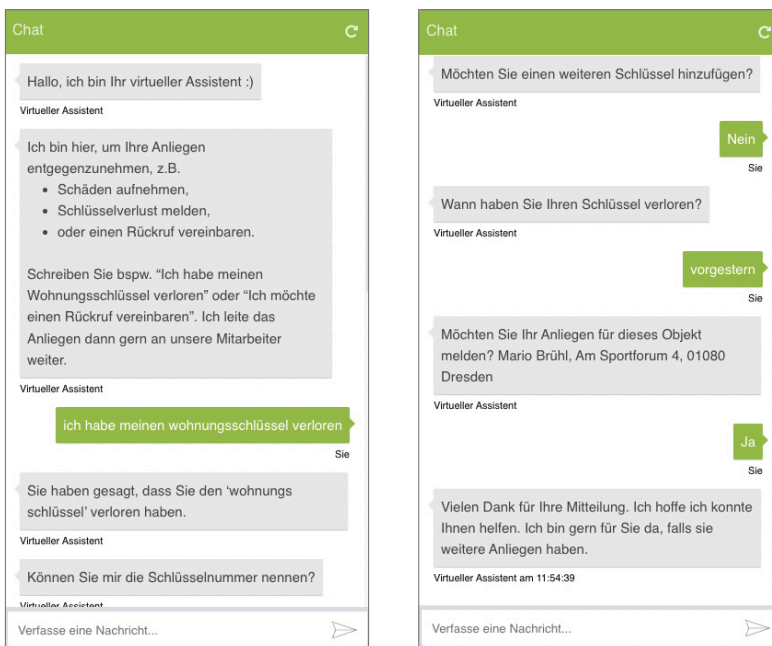 Chat
Hallo, ich bin Ihr virtueller Assistent :)
Virtueller Assistent
Ich bin hier, um Ihre Anliegen
entgegenzunehmen, z.B.
• Schäden aufnehmen,
• Schlüsselverlust melden,
• oder einen Rückruf vereinbaren.
Schreiben Sie bspw. “Ich habe meinen
Wohnungsschlüssel verloren” oder “Ich möchte
einen Rückruf vereinbaren”. Ich leite das
Anliegen dann gern an unsere Mitarbeiter
weiter.
Virtueller Assistent
ich habe meinen wohnungsschlüssel verloren
Sie
Sie haben gesagt, dass Sie den ‘wohnungs
schlüssel’ verloren haben.
Virtueller Assistent
Können Sie mir die Schlüsselnummer nennen?
Virtueller Assistent
Verfasse eine Nachricht...
Chat
Möchten Sie einen weiteren Schlüssel hinzufügen?
Virtueller Assistent
Nein
Sie
Wann haben Sie Ihren Schlüssel verloren?
Virtueller Assistent
vorgestern
Sie
Möchten Sie Ihr Anliegen für dieses Objekt
melden? Mario Brühl, Am Sportforum 4, 01080
Dresden
Virtueller Assistent
Ja
Sie
Vielen Dank für Ihre Mitteilung. Ich hoffe ich konnte
Ihnen helfen. Ich bin gern für Sie da, falls sie
weitere Anliegen haben.
Virtueller Assistent am 11:54:39
Verfasse eine Nachricht...